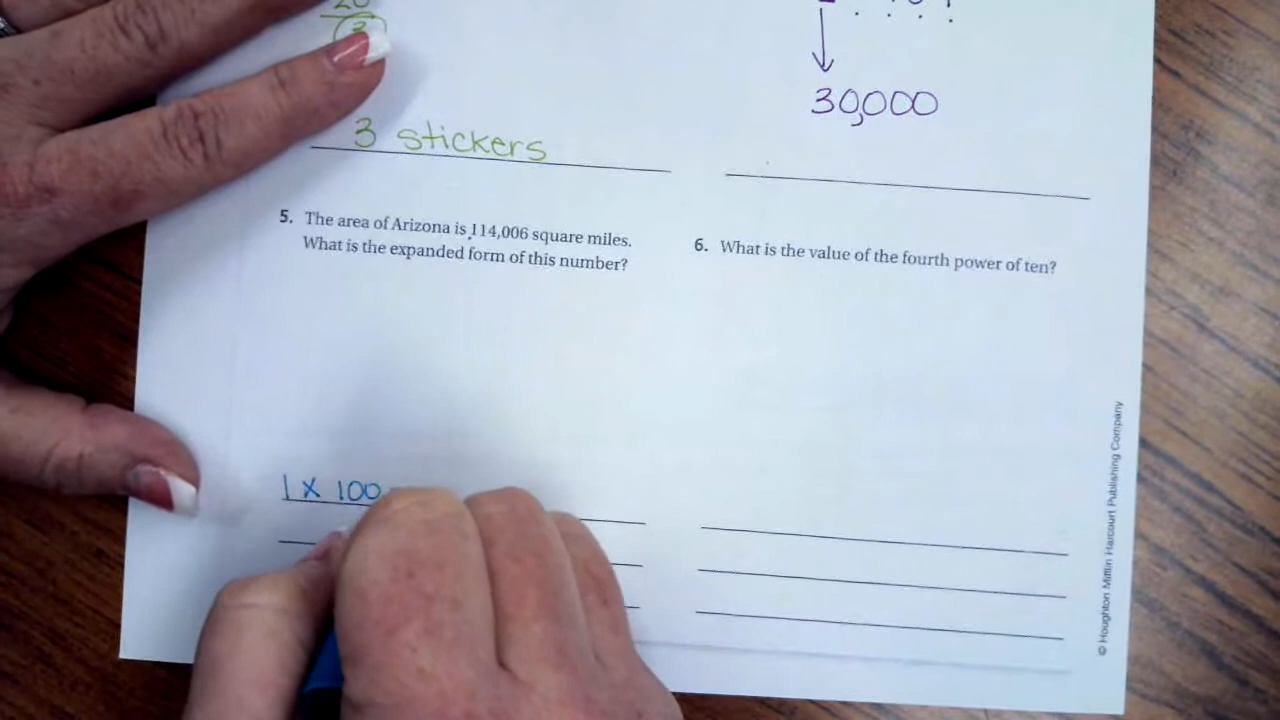 30,000
3 stickers
5. The area of Arizona is 114,006 square miles.
What is the expanded form of this number?
6. What is the value of the fourth power of ten?
1 x 100
© Houghton Mifflin Harcourt Publishing Company